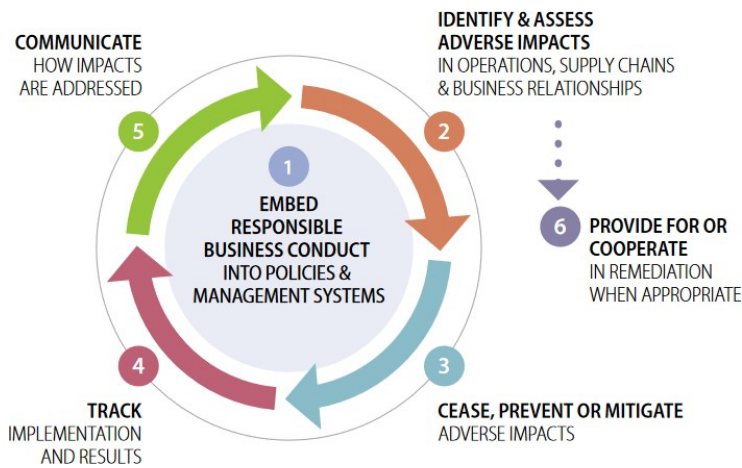 1
EMBED
RESPONSIBLE
BUSINESS CONDUCT
INTO POLICIES &
MANAGEMENT SYSTEMS
2
IDENTIFY & ASSESS
ADVERSE IMPACTS
IN OPERATIONS, SUPPLY CHAINS
& BUSINESS RELATIONSHIPS
3
CEASE, PREVENT OR MITIGATE
ADVERSE IMPACTS
4
TRACK
IMPLEMENTATION
AND RESULTS
5
COMMUNICATE
HOW IMPACTS
ARE ADDRESSED
6
PROVIDE FOR OR
COOPERATE
IN REMEDIATION
WHEN APPROPRIATE